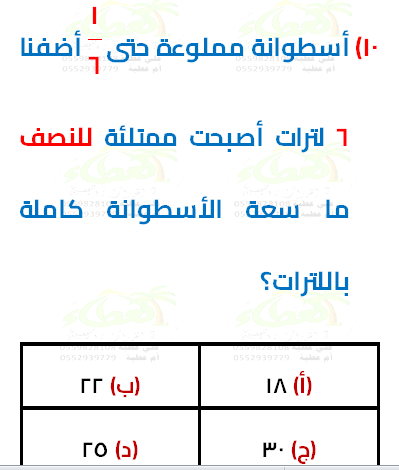 ١٠) أسطوانة مملوءة حتى ١/٦ أضفنا
٦ لترات أصبحت ممتلئة للنصف
ما سعة الأسطوانة كاملة
باللترات؟
(أ) ١٨ (ب) ٢٢
(ج) ٣٠ (د) ٢٥